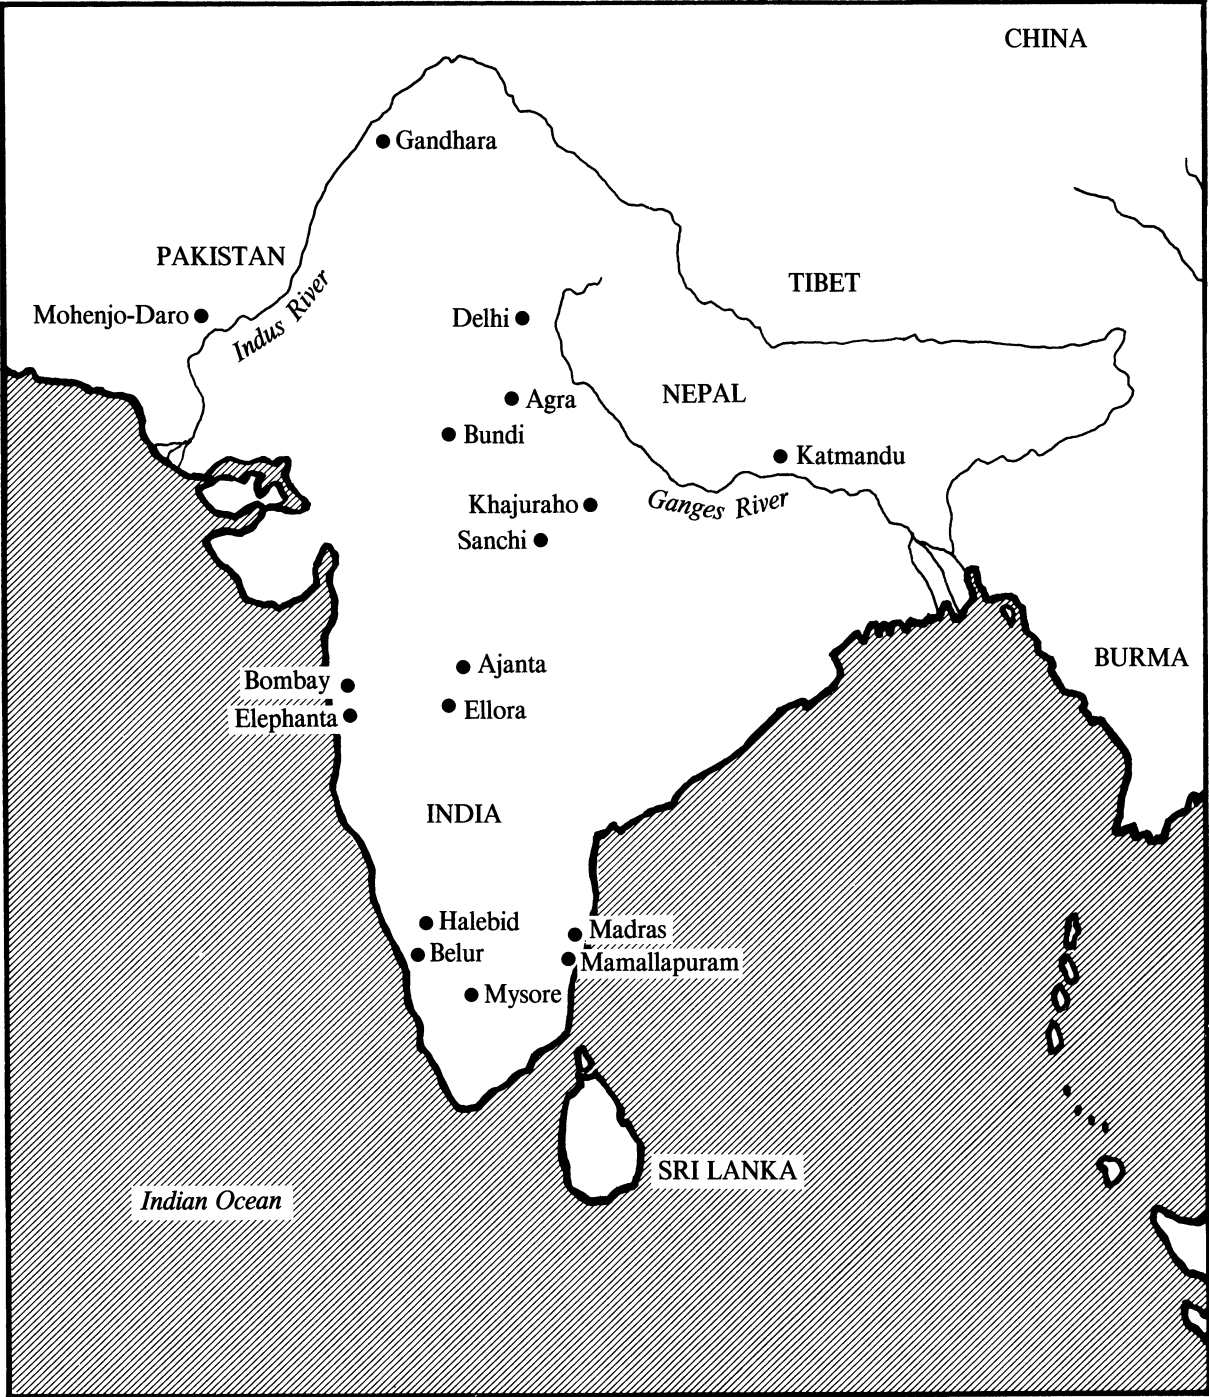 CHINA
Gandhara
PAKISTAN
TIBET
Indus River
Mohenjo-Daro
Delhi
NEPAL
Agra
Bundi
Katmandu
Ganges River
Khajuraho
Sanchi
BURMA
Ajanta
Bombay
Ellora
Elephanta
INDIA
Halebid
Madras
Belur
Mamallapuram
Mysore
SRI LANKA
Indian Ocean